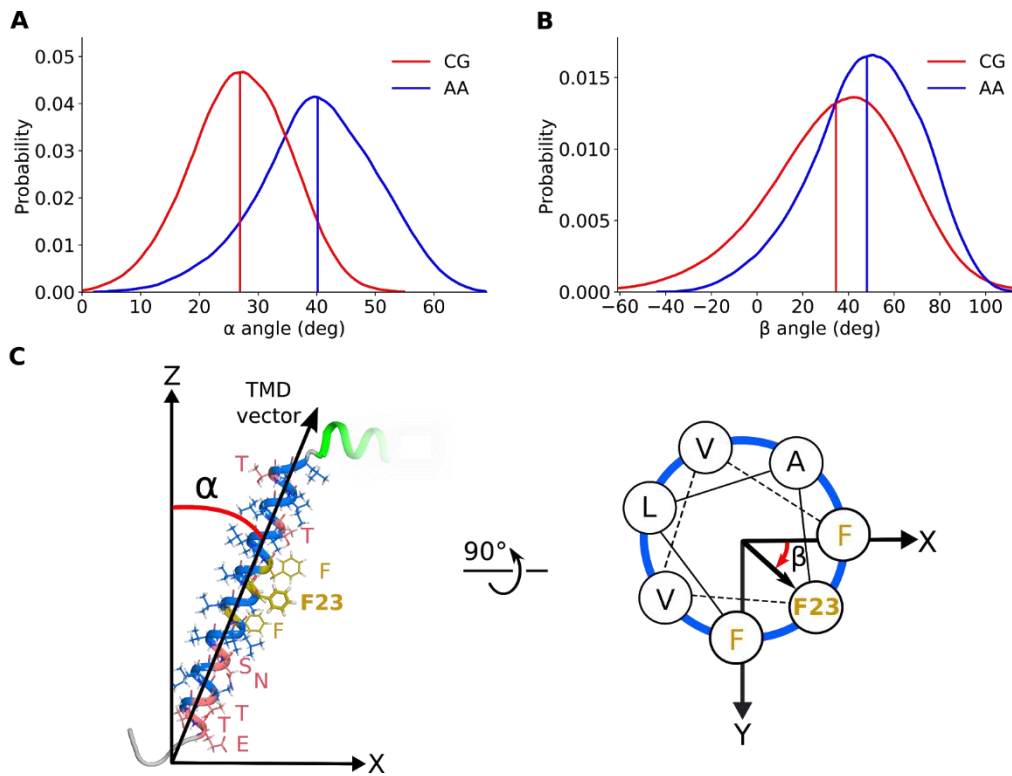 A
B
0.05
0.04
0.03
0.02
0.01
0.00
Probability
CG
AA
0
10
20
30
40
50
60
α angle (deg)
0.015
0.010
0.005
0.000
Probability
CG
AA
−60
−40
−20
0
20
40
60
80
100
β angle (deg)
C
Z
TMD
vector
α
T
T
F
F23
F
S
N
T
T
E
X
90°
V
A
L
F
X
β
V
F23
F
Y